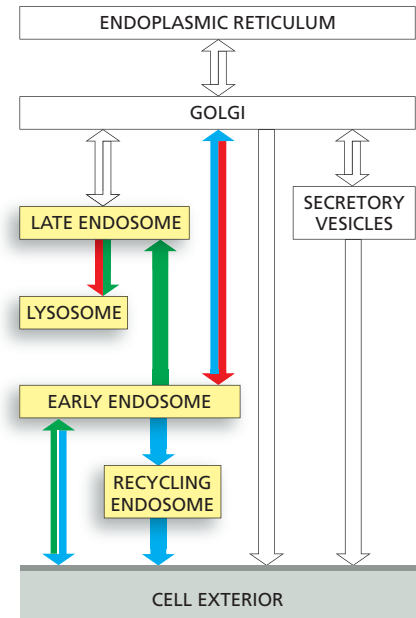 ENDOPLASMIC RETICULUM
GOLGI
LATE ENDOSOME
SECRETORY
VESICLES
LYSOSOME
EARLY ENDOSOME
RECYCLING
ENDOSOME
CELL EXTERIOR